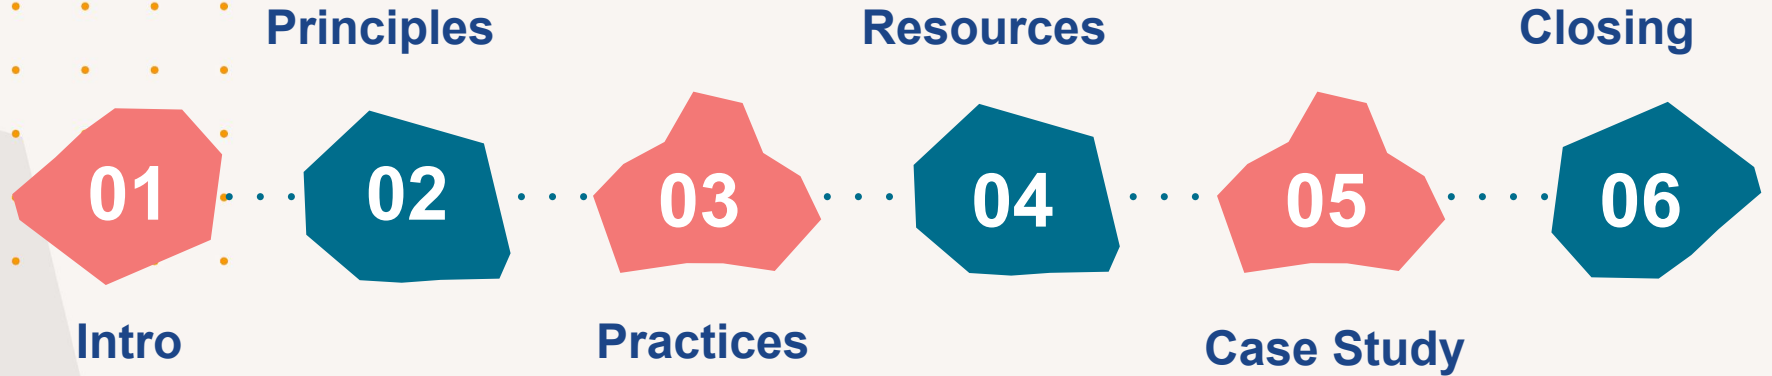 Principles
Resources
Closing
01
02
03
04
05
06
Intro
Practices
Case Study